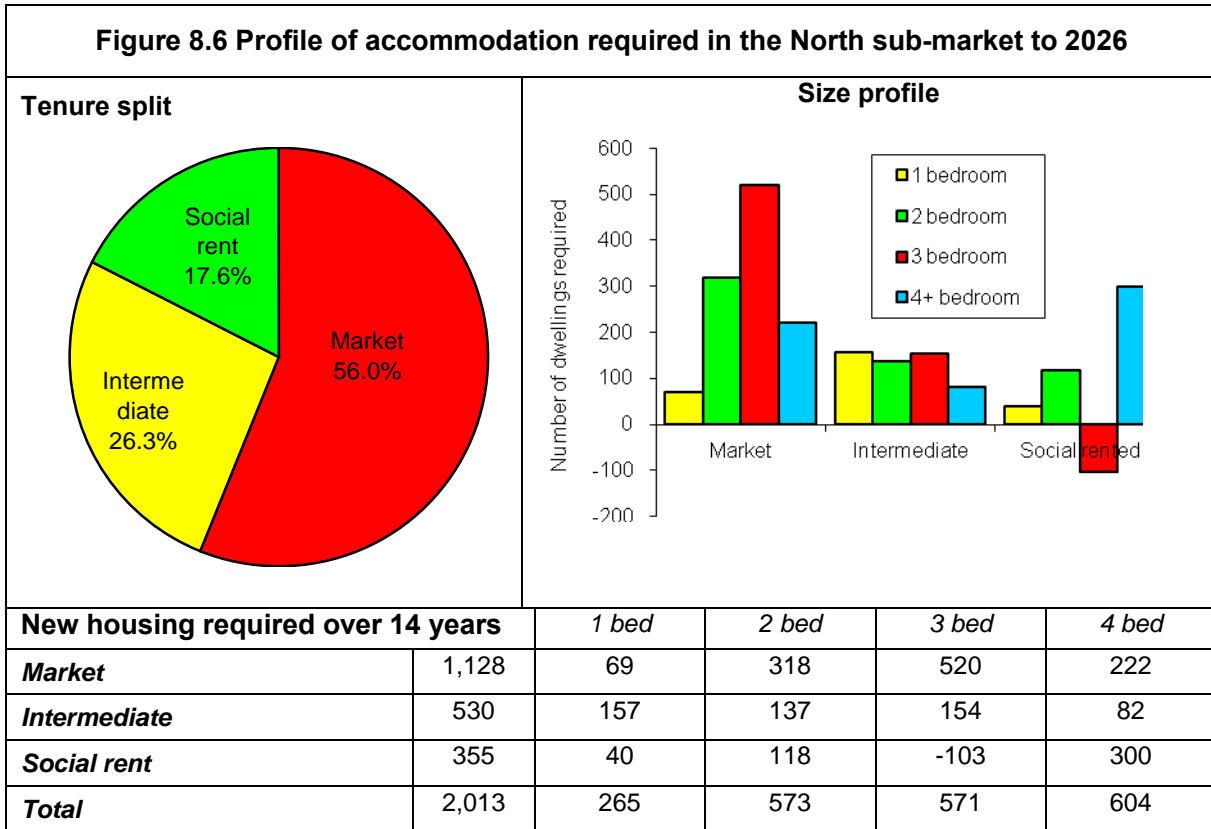 Figure 8.6 Profile of accommodation required in the North sub-market to 2026
Tenure split
Social
rent
17.6%
Market
56.0%
Interme
diate
26.3%
Size profile
Number of dwellings required
600
500
400
300
200
100
0
-100
-200
1 bedroom
2 bedroom
3 bedroom
4+ bedroom
Market Intermediate Social rented
New housing required over 14 years 1 bed 2 bed 3 bed 4 bed
Market 1,128 69 318 520 222
Intermediate 530 157 137 154 82
Social rent 355 40 118 -103 300
Total 2,013 265 573 571 604